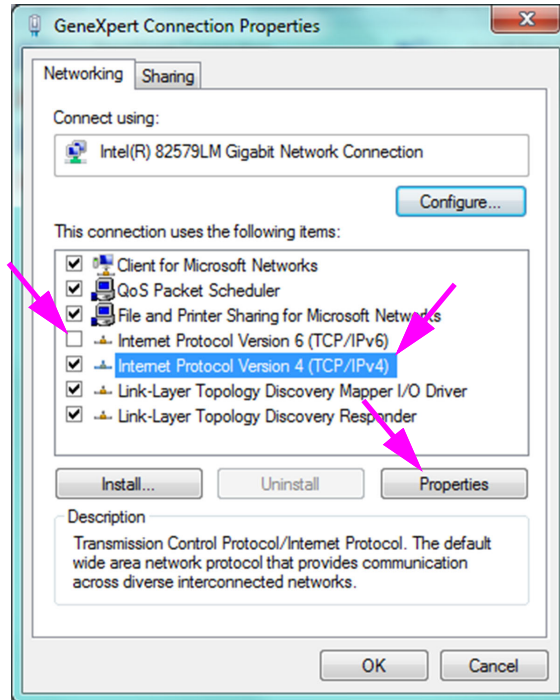 GeneXpert Connection Properties
Networking
Sharing
Connect using:
Intel(R) 82579LM Gigabit Network Connection
Configure...
This connection uses the following items:
Client for Microsoft Networks
QoS Packet Scheduler
File and Printer Sharing for Microsoft Networks
Internet Protocol Version 6 (TCP/IPv6)
Internet Protocol Version 4 (TCP/IPv4)
Link-Layer Topology Discovery Mapper I/O Driver
Link-Layer Topology Discovery Responder
Install...
Uninstall
Properties
Description
Transmission Control Protocol/Internet Protocol. The default
wide area network protocol that provides communication
across diverse interconnected networks.
OK
Cancel